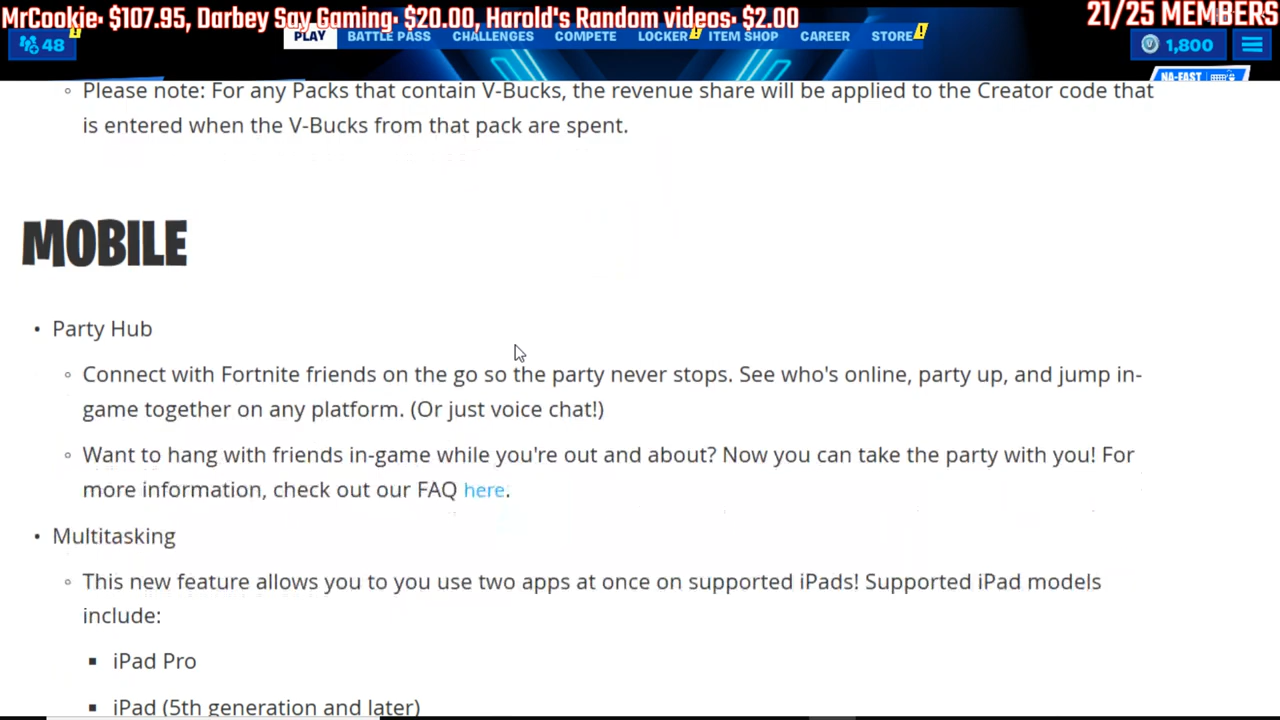 MrCookie: $107.95, Darbey Say Gaming: $20.00, Harold's Random videos: $2.00
21/25 MEMBERS
48
PLAY
BATTLE PASS
CHALLENGES
COMPETE
LOCKER
ITEM SHOP
CAREER
STORE
1,800
NA-EAST
Please note: For any Packs that contain V-Bucks, the revenue share will be applied to the Creator code that
is entered when the V-Bucks from that pack are spent.
MOBILE
Party Hub
Connect with Fortnite friends on the go so the party never stops. See who's online, party up, and jump in-
game together on any platform. (Or just voice chat!)
Want to hang with friends in-game while you're out and about? Now you can take the party with you! For
more information, check out our FAQ here.
Multitasking
This new feature allows you to you use two apps at once on supported iPads! Supported iPad models
include:
iPad Pro
iPad (5th generation and later)